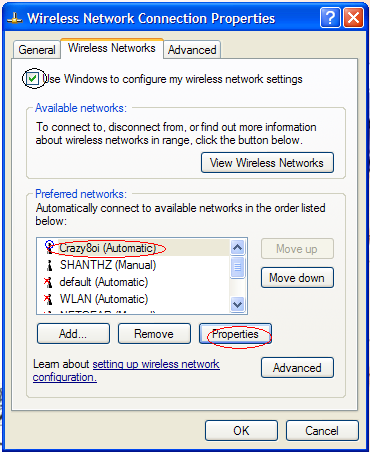 Wireless Network Connection Properties
General Wireless Networks Advanced
Use Windows to configure my wireless network settings
Available networks:
To connect to, disconnect from, or find out more information
about wireless networks in range, click the button below.
View Wireless Networks
Preferred networks:
Automatically connect to available networks in the order listed
below:
Crazy8oi (Automatic)
SHANTHZ (Manual)
default (Automatic)
WLAN (Automatic)
Move up
Move down
Add... Remove Properties
Learn about setting up wireless network
configuration.
Advanced
OK Cancel